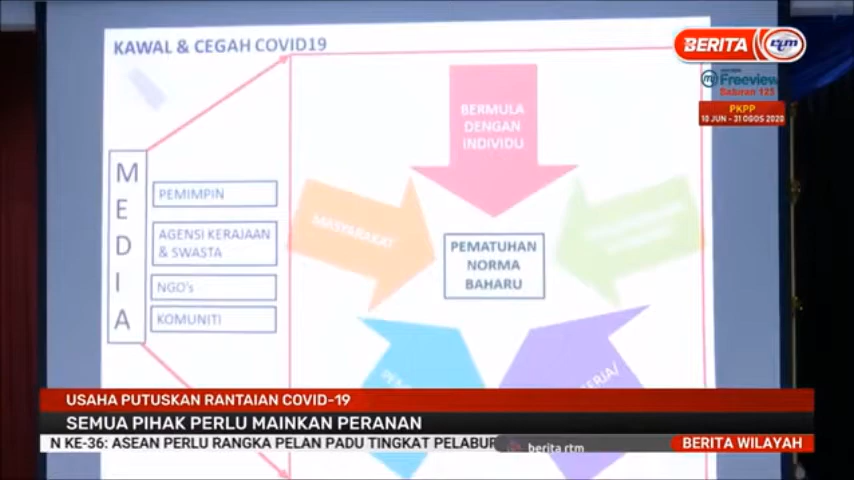 KAWAL & CEGAH COVID19
BERITA rtm
myFreeview
Saluran 123
PKPP
10 JUN - 31 OGOS 2020
MEDIA
PEMIMPIN
AGENSI KERAJAAN
& SWASTA
NGO's
KOMUNITI
BERMULA
DENGAN
INDIVIDU
MASYARAKAT
PEMATUHAN
NORMA
BAHARU
USAHA PUTUSKAN RANTAIAN COVID-19
SEMUA PIHAK PERLU MAINKAN PERANAN
N KE-36: ASEAN PERLU RANGKA PELAN PADU TINGKAT PELABUR
berita rtm
BERITA WILAYAH